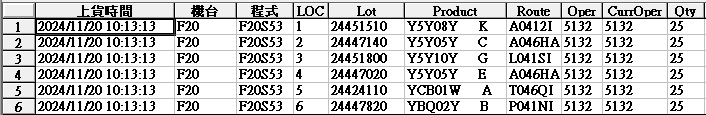 上貨時間 機台 程式 LOC Lot Product Route Oper CurrOper Qty
1 2024/11/20 10:13:13 F20 F20S53 1 24451510 Y5Y08Y K A0412I 5132 5132 25
2 2024/11/20 10:13:13 F20 F20S53 2 24447140 Y5Y05Y C A046HA 5132 5132 25
3 2024/11/20 10:13:13 F20 F20S53 3 24451800 Y5Y10Y G L041SI 5132 5132 25
4 2024/11/20 10:13:13 F20 F20S53 4 24447020 Y5Y05Y E A046HA 5132 5132 25
5 2024/11/20 10:13:13 F20 F20S53 5 24424110 YCB01W A T046QI 5132 5132 25
6 2024/11/20 10:13:13 F20 F20S53 6 24447820 YBQ02Y B P041NI 5132 5132 25